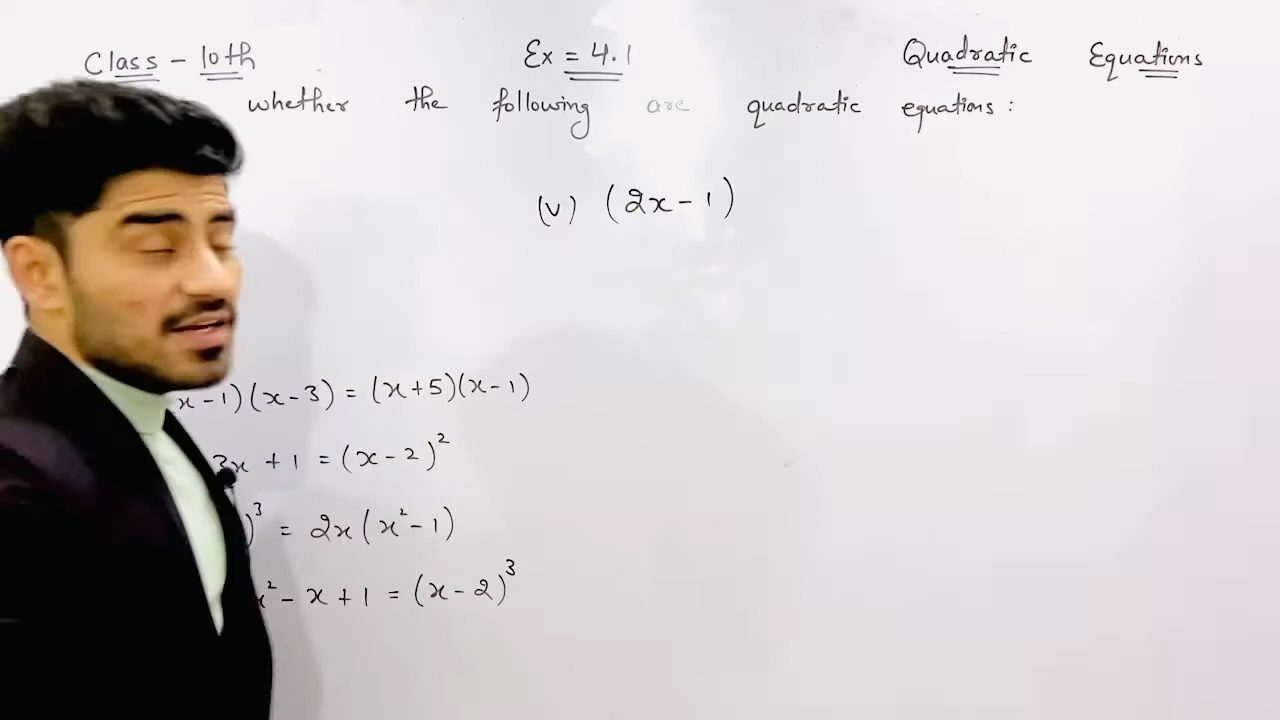 Class - 10th Ex = 4.1 Quadratic Equations
whether the following are quadratic equations :
(v) (2x - 1)
x - 1)(x - 3) = (x + 5)(x - 1)
3x + 1 = (x - 2)²
)³ = 2x(x² - 1)
x² - x + 1 = (x - 2)³